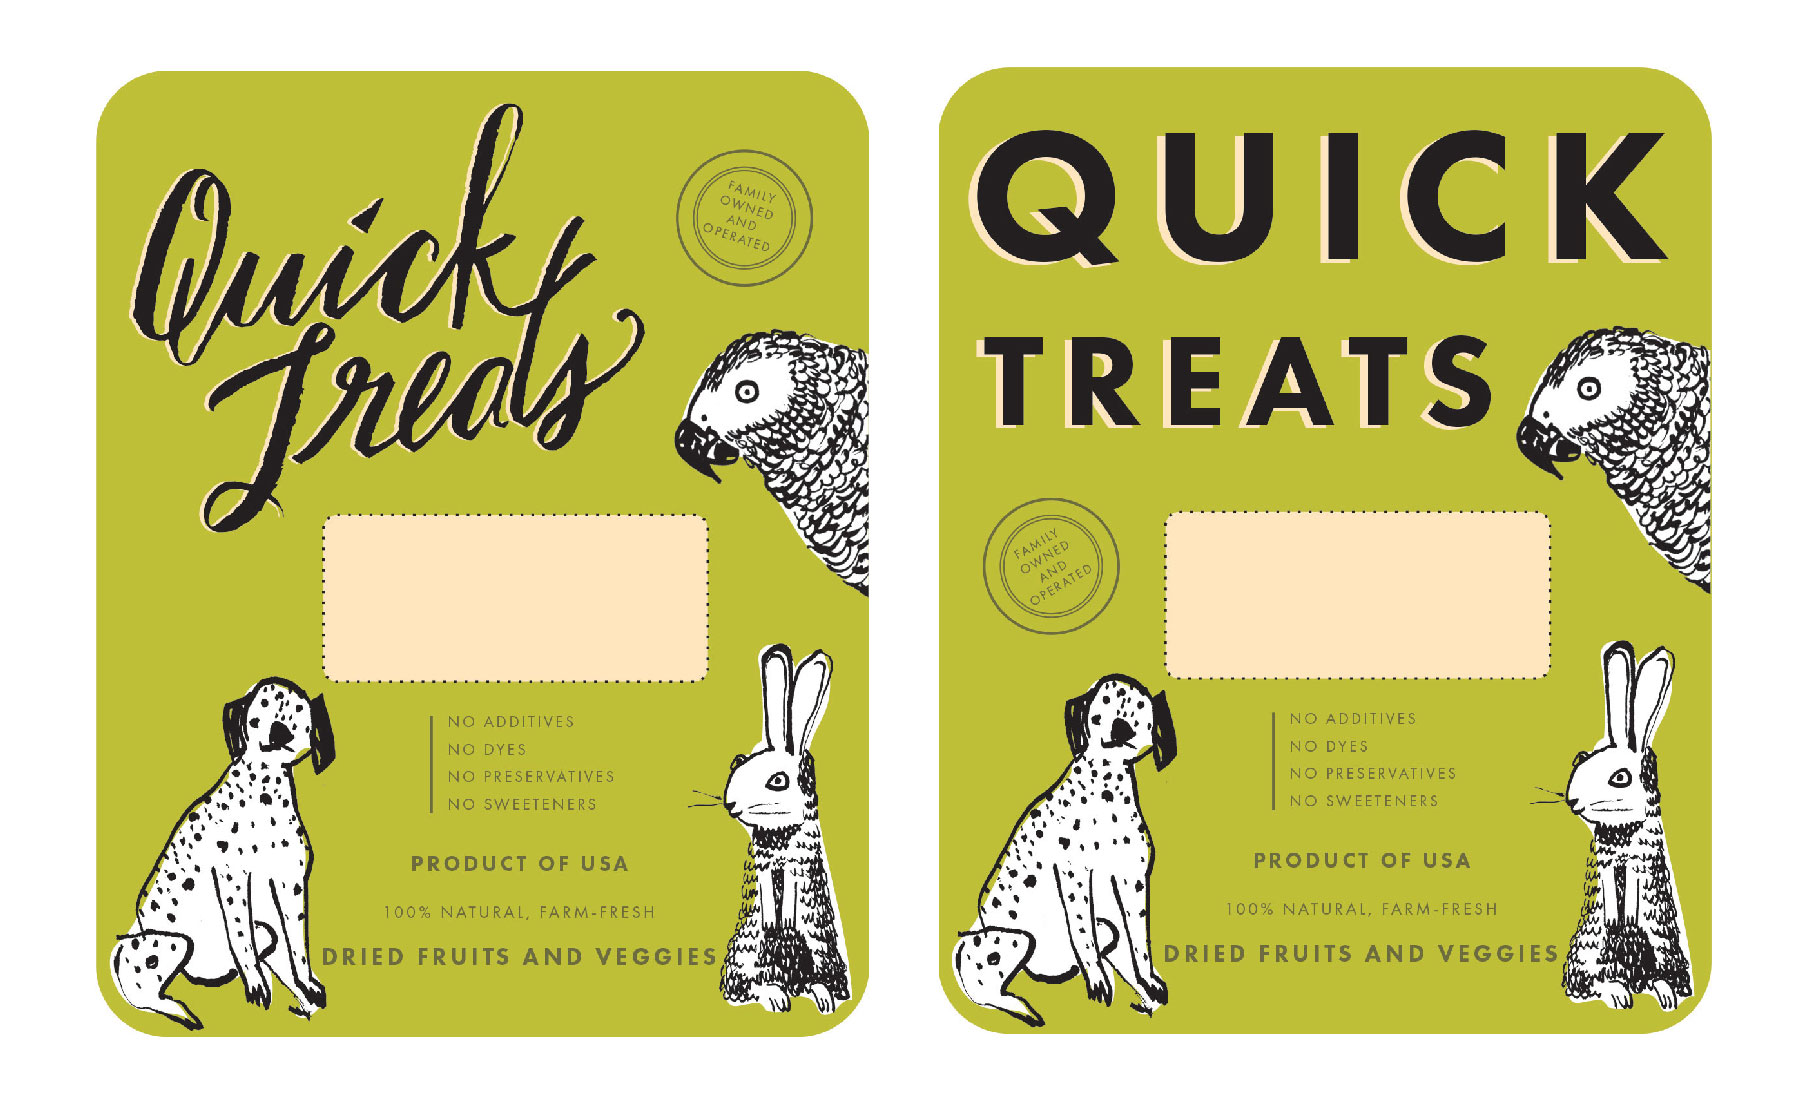 Quick
Treats
FAMILY
OWNED
AND
OPERATED
NO ADDITIVES
NO DYES
NO PRESERVATIVES
NO SWEETENERS
PRODUCT OF USA
100% NATURAL, FARM-FRESH
DRIED FRUITS AND VEGGIES
QUICK
TREATS
FAMILY
OWNED
AND
OPERATED
NO ADDITIVES
NO DYES
NO PRESERVATIVES
NO SWEETENERS
PRODUCT OF USA
100% NATURAL, FARM-FRESH
DRIED FRUITS AND VEGGIES